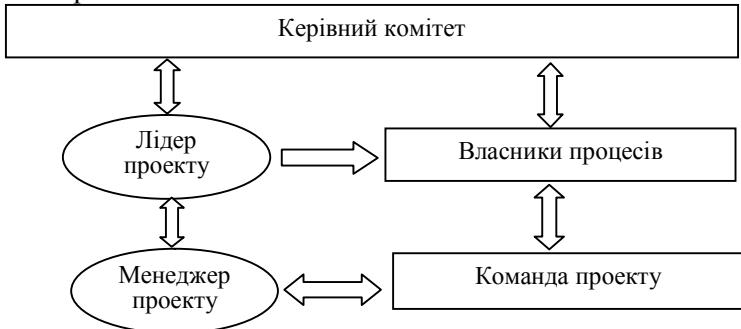 Керівний комітет
Лідер
проекту
Власники процесів
Менеджер
проекту
Команда проекту